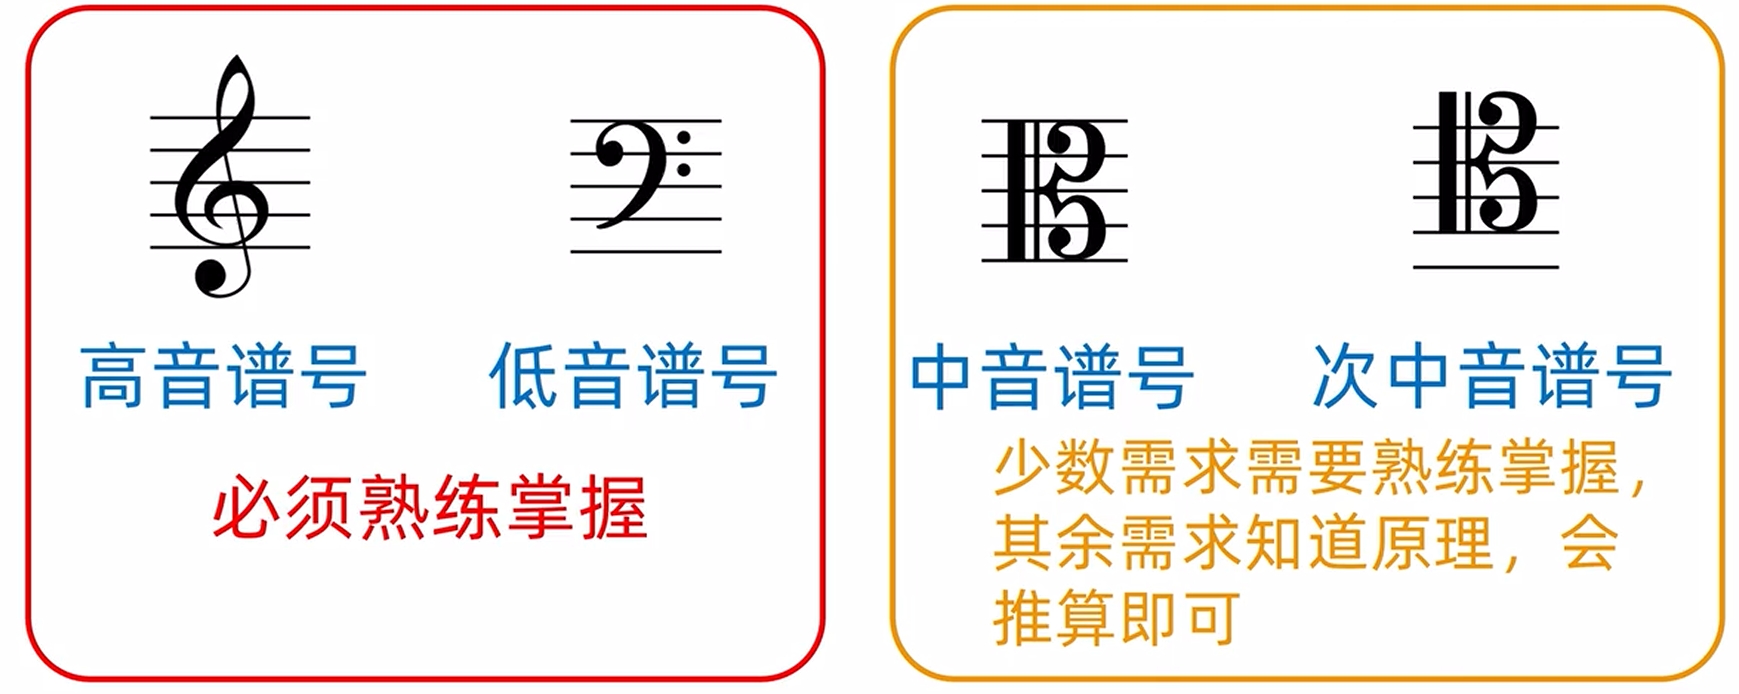 高音谱号
低音谱号
必须熟练掌握
中音谱号
次中音谱号
少数需求需要熟练掌握，
其余需求知道原理，会
推算即可